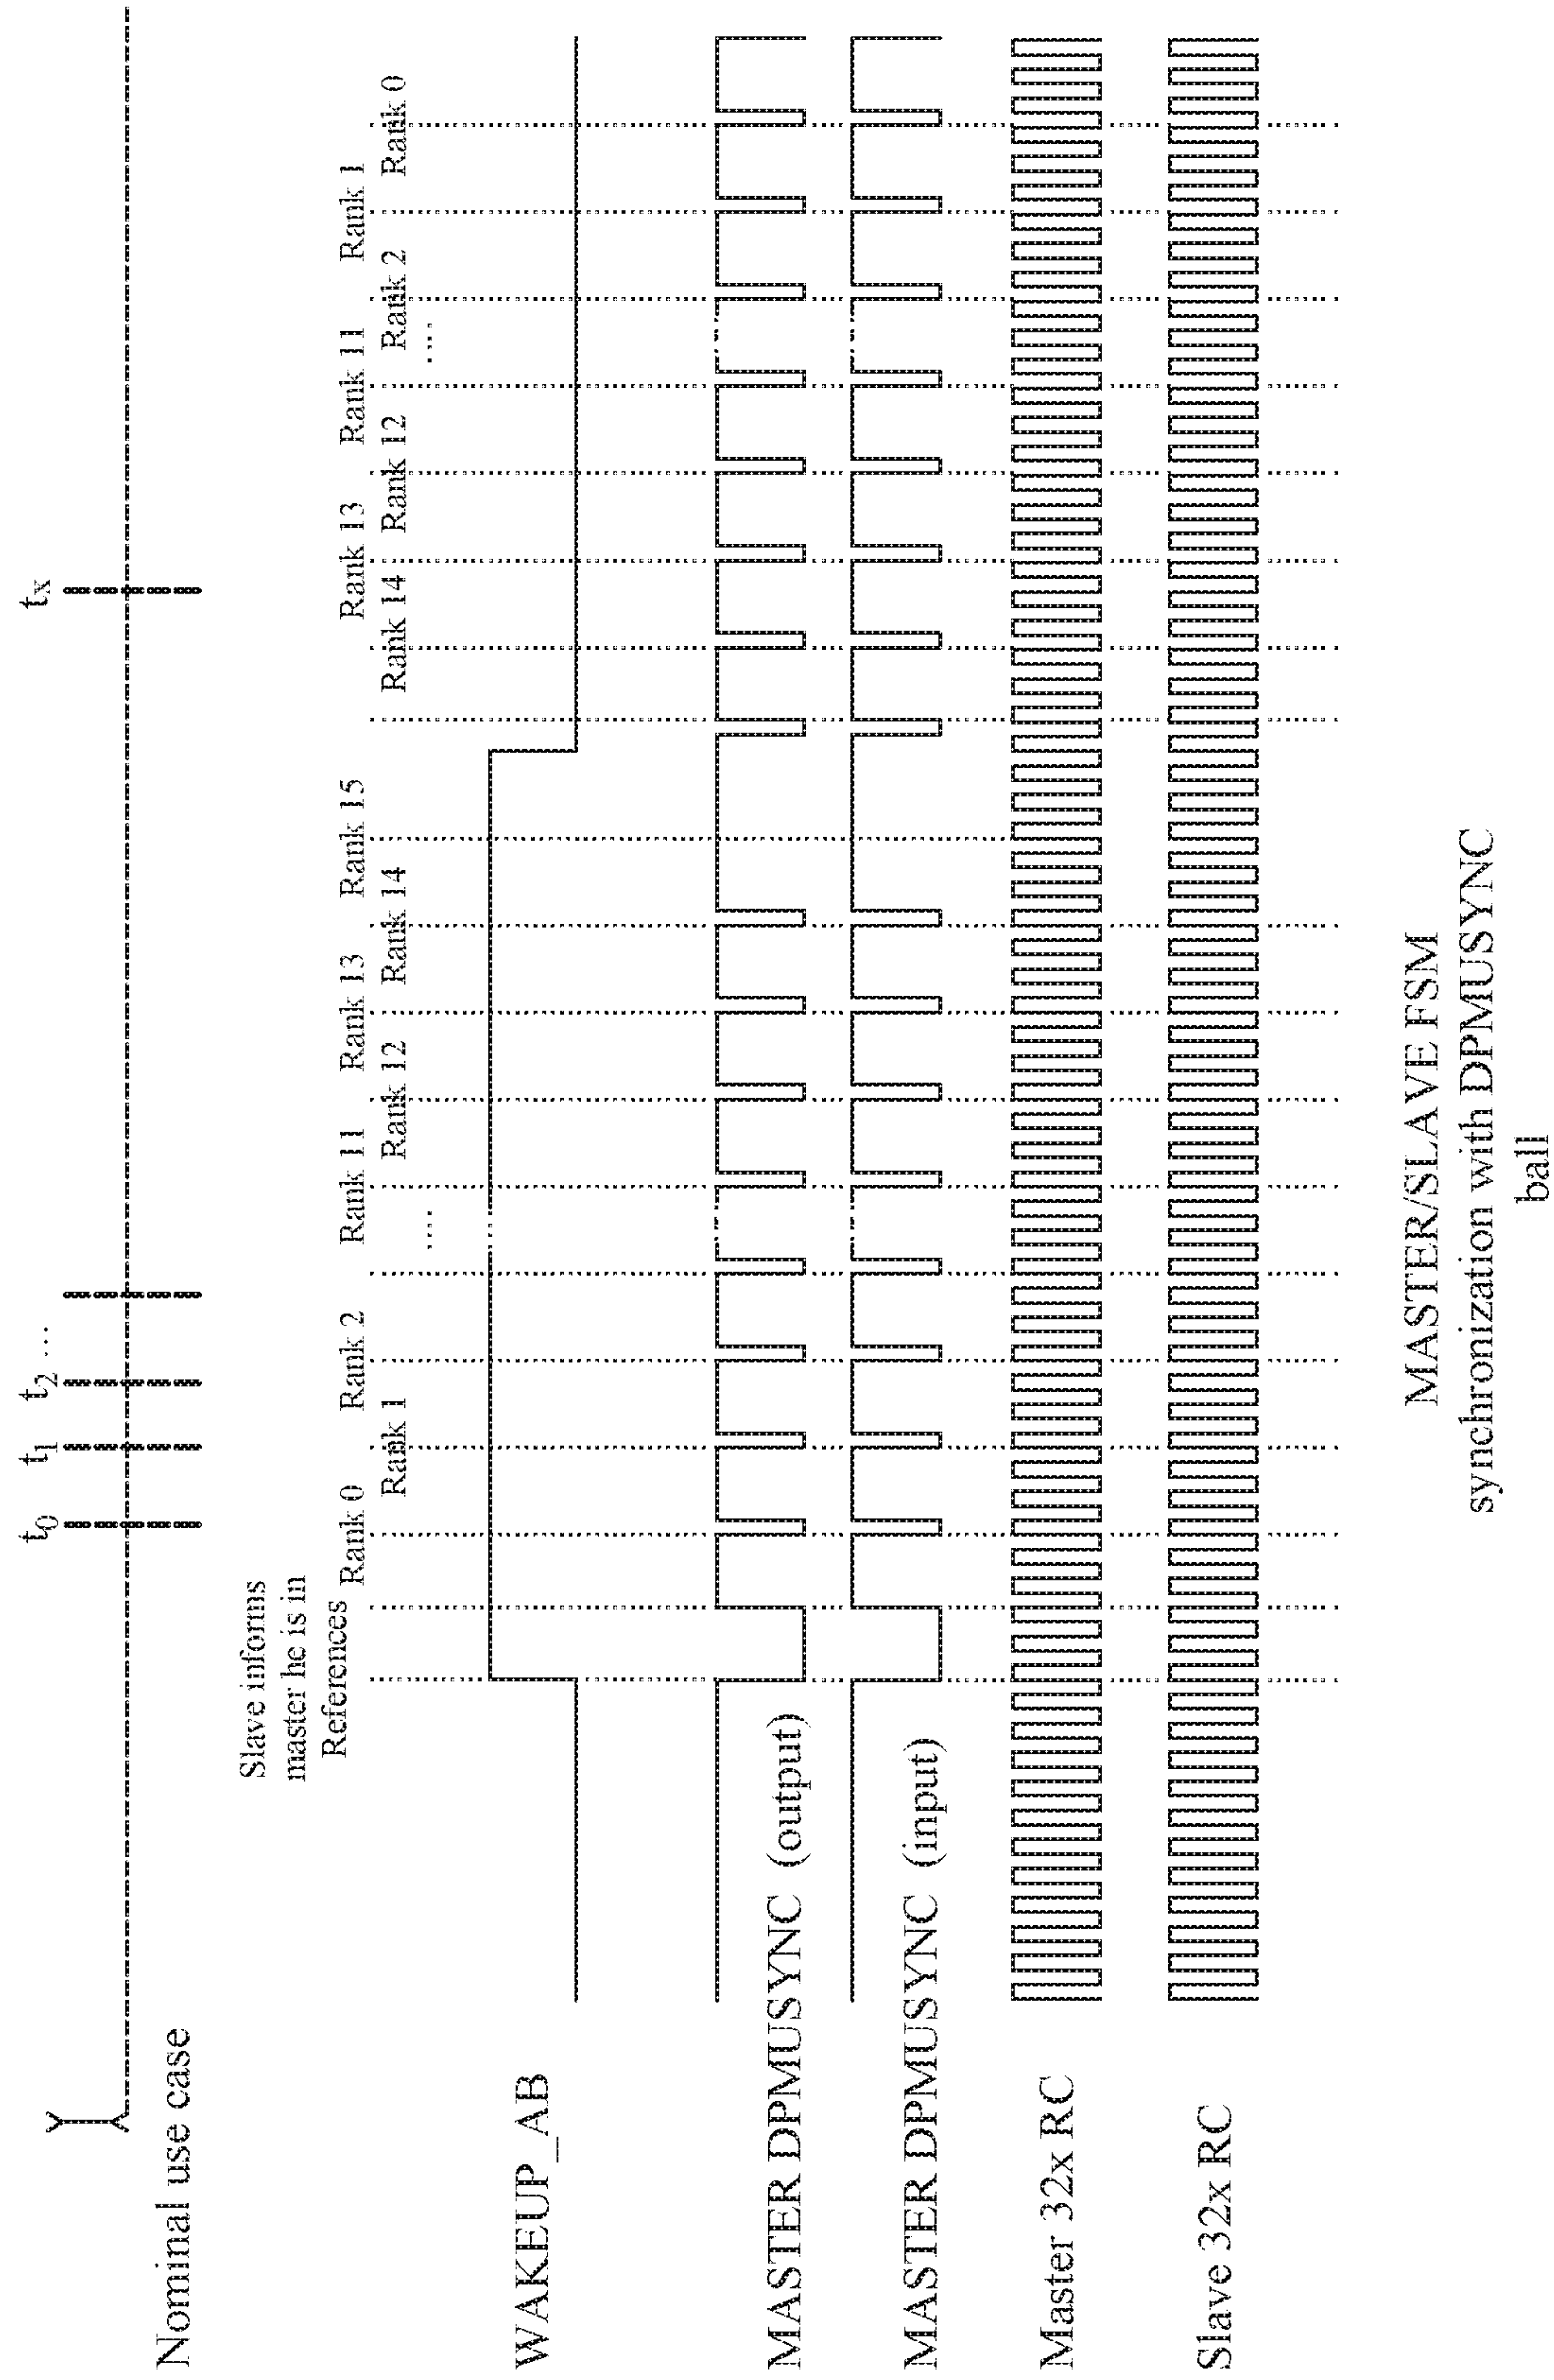 t0 t1 t2 ... tx
Nominal use case
Slave informs
master he is in
References
Rank 0
Rank 1
Rank 2
....
Rank 11
Rank 12
Rank 13
Rank 14
Rank 15
Rank 14
Rank 13
Rank 12
Rank 11
....
Rank 2
Rank 1
Rank 0
WAKEUP_AB
MASTER DPMUSYNC (output)
MASTER DPMUSYNC (input)
Master 32x RC
Slave 32x RC
MASTER/SLAVE FSM
synchronization with DPMUSYNC
ball